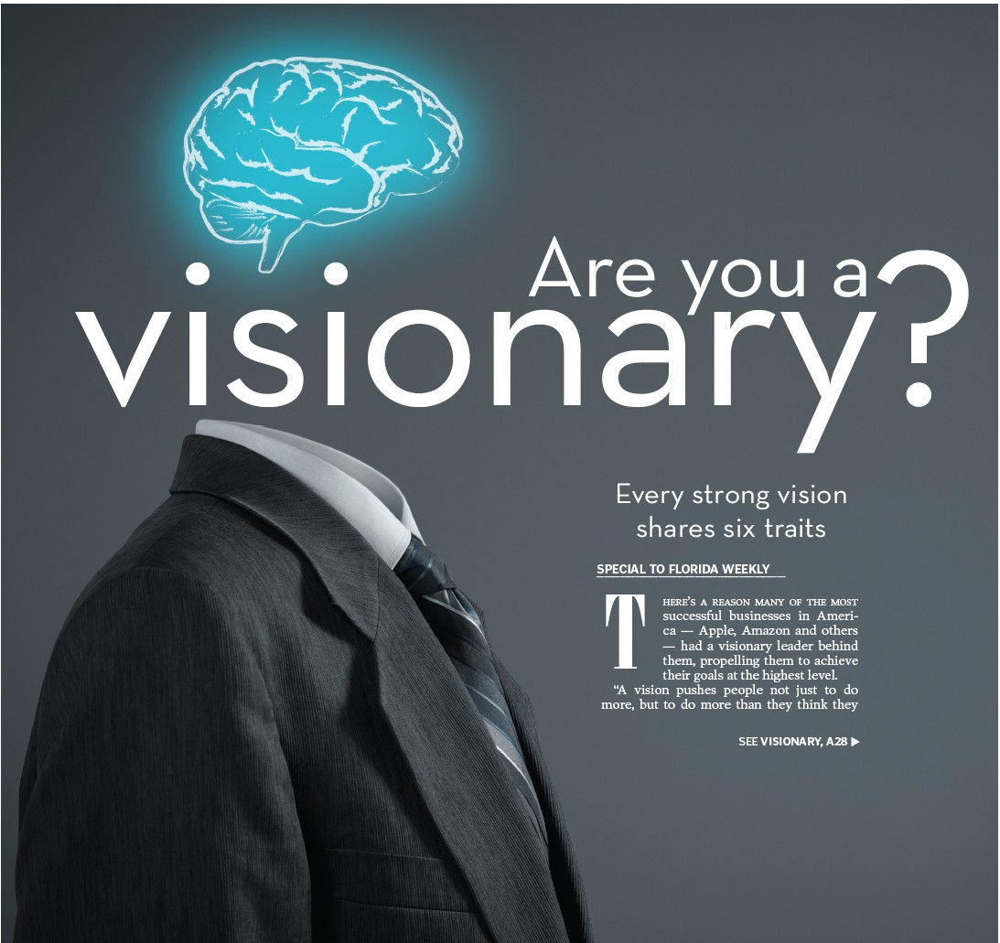 Are you a
visionary?
Every strong vision
shares six traits
SPECIAL TO FLORIDA WEEKLY
THERE’S A REASON MANY OF THE MOST
successful businesses in Ameri-
ca — Apple, Amazon and others
— had a visionary leader behind
them, propelling them to achieve
their goals at the highest level.
“A vision pushes people not just to do
more, but to do more than they think they
SEE VISIONARY, A28 ▶